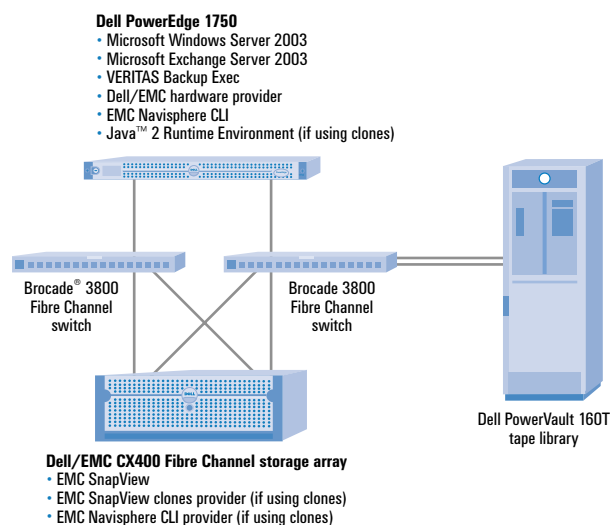 Dell PowerEdge 1750
• Microsoft Windows Server 2003
• Microsoft Exchange Server 2003
• VERITAS Backup Exec
• Dell/EMC hardware provider
• EMC Navisphere CLI
• Java™ 2 Runtime Environment (if using clones)
Brocade® 3800
Fibre Channel
switch
Brocade 3800
Fibre Channel
switch
Dell PowerVault 160T
tape library
Dell/EMC CX400 Fibre Channel storage array
• EMC SnapView
• EMC SnapView clones provider (if using clones)
• EMC Navisphere CLI provider (if using clones)